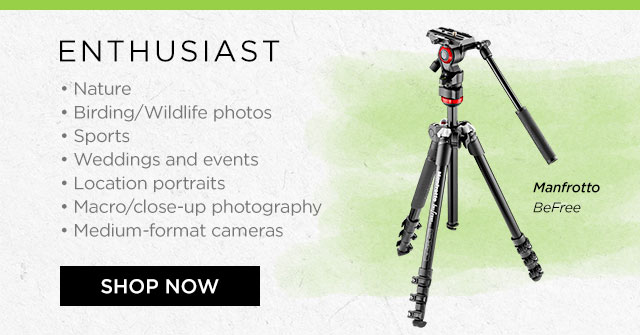 ENTHUSIAST
• Nature
• Birding/Wildlife photos
• Sports
• Weddings and events
• Location portraits
• Macro/close-up photography
• Medium-format cameras
SHOP NOW
Manfrotto
BeFree